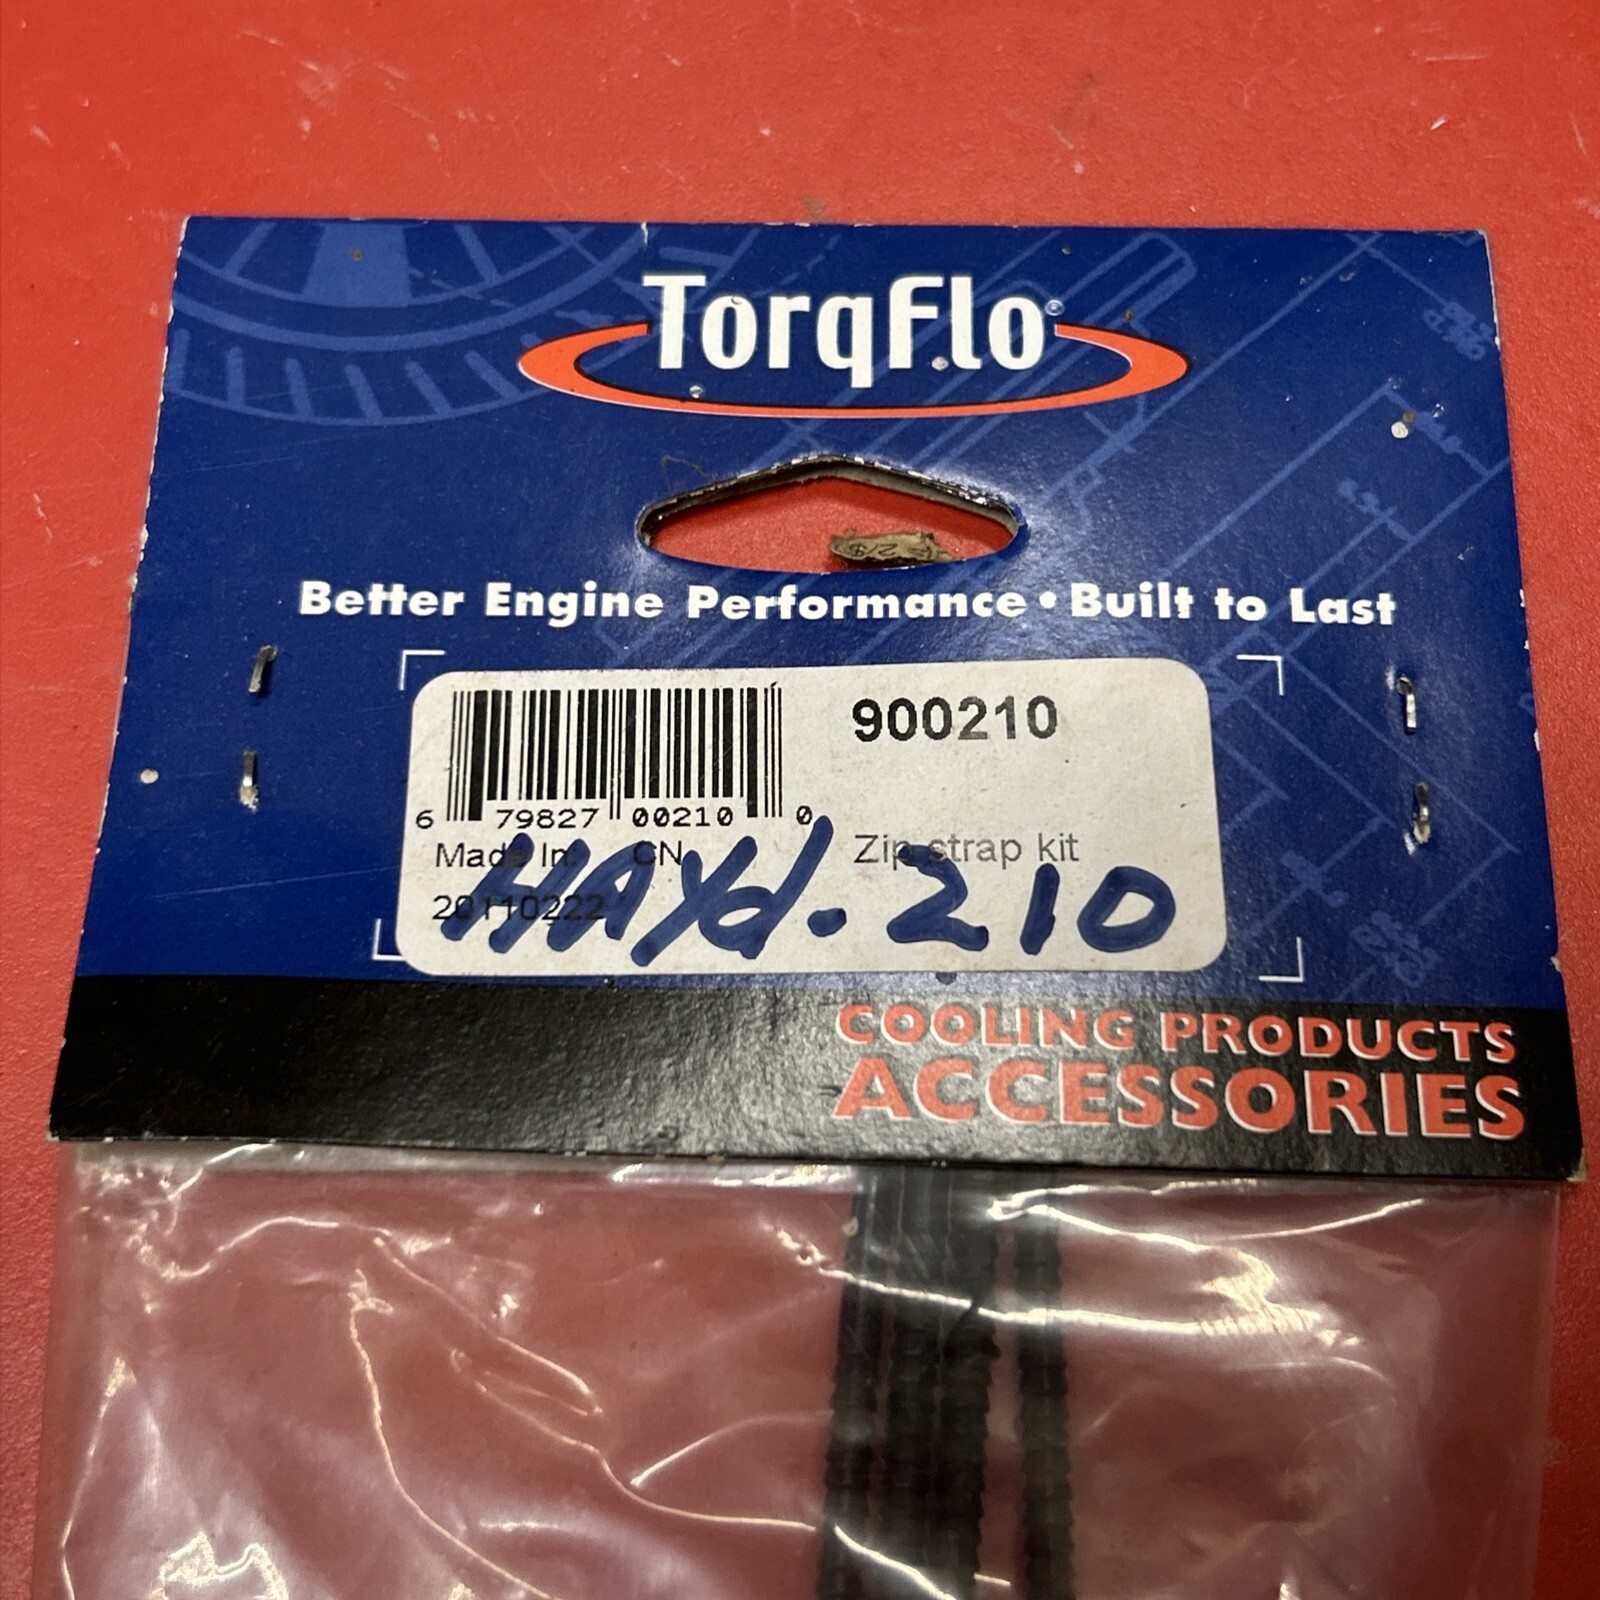 TorqFlo®
Better Engine Performance • Built to Last
900210
6 79827 00210 0
Made In: CN
Zip strap kit
20110222
HAYd. 210
COOLING PRODUCTS
ACCESSORIES